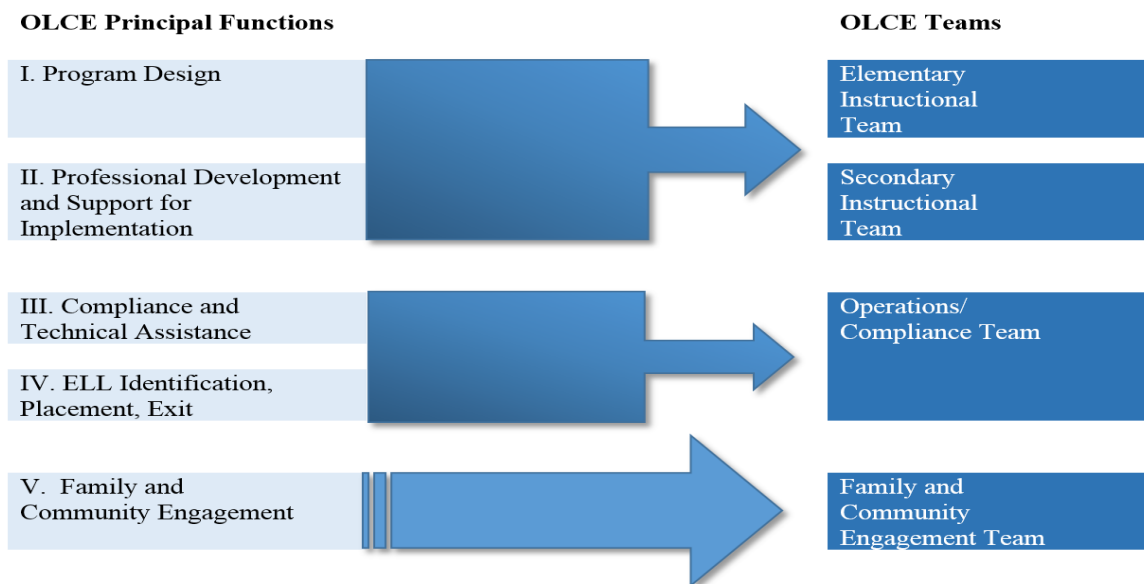 OLCE Principal Functions
OLCE Teams
I. Program Design
Elementary
Instructional
Team
II. Professional Development
and Support for
Implementation
Secondary
Instructional
Team
III. Compliance and
Technical Assistance
Operations/
Compliance Team
IV. ELL Identification,
Placement, Exit
V. Family and
Community Engagement
Family and
Community
Engagement Team